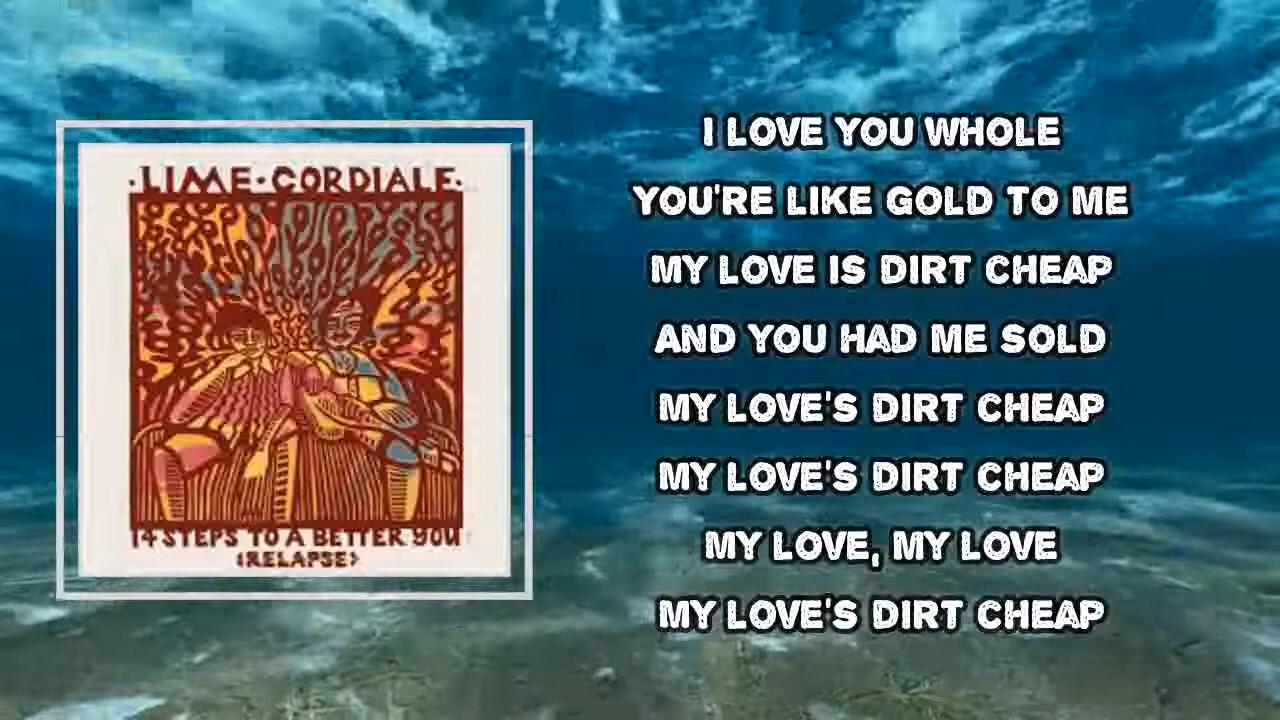 ·LIME·CORDIALE·
14 STEPS TO A BETTER YOU
(RELAPSE)
I LOVE YOU WHOLE
YOU'RE LIKE GOLD TO ME
MY LOVE IS DIRT CHEAP
AND YOU HAD ME SOLD
MY LOVE'S DIRT CHEAP
MY LOVE'S DIRT CHEAP
MY LOVE, MY LOVE
MY LOVE'S DIRT CHEAP